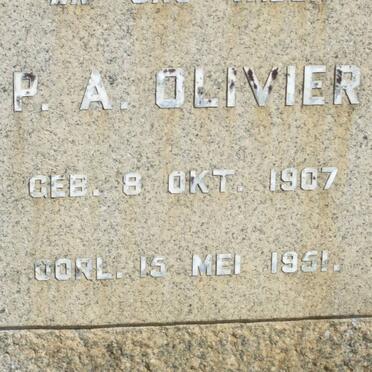 P. A. OLIVIER
GEB. 8 OKT. 1907
OORL. 15 MEI 1951.